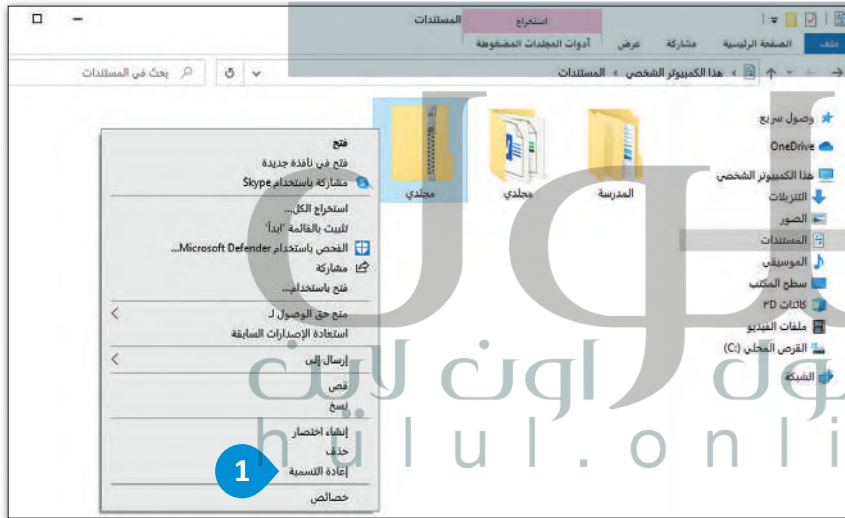 المستندات
استخراج
ملف
الصفحة الرئيسية
مشاركة
عرض
أدوات المجلدات المضغوطة
هذا الكمبيوتر الشخصي
المستندات
بحث في المستندات
وصول سريع
OneDrive
هذا الكمبيوتر الشخصي
التنزيلات
الصور
المستندات
الموسيقى
سطح المكتب
كائنات ٣D
ملفات الفيديو
القرص المحلي (C:)
الشبكة
المدرسة
مجلدي
مجلدي
فتح
فتح في نافذة جديدة
مشاركة باستخدام Skype
استخراج الكل...
تثبيت بالقائمة "ابدأ"
الفحص باستخدام Microsoft Defender...
مشاركة
فتح باستخدام...
منح حق الوصول لـ
استعادة الإصدارات السابقة
إرسال إلى
قص
نسخ
إنشاء اختصار
حذف
إعادة التسمية
خصائص
1
حلول اون لاين
hulul.onli